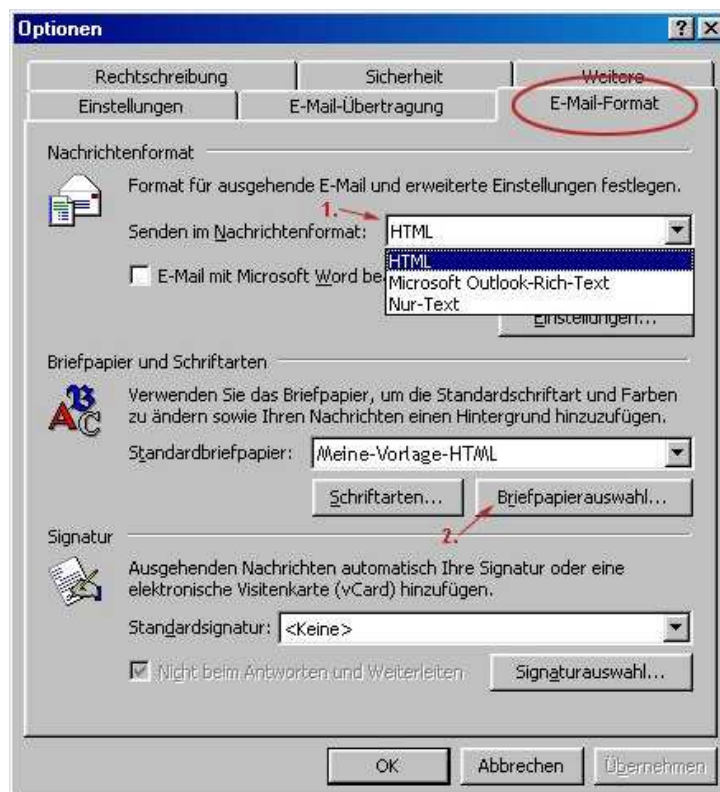 Optionen
Rechtschreibung Sicherheit Weitere
Einstellungen E-Mail-Übertragung E-Mail-Format
Nachrichtenformat
Format für ausgehende E-Mail und erweiterte Einstellungen festlegen.
1.
Senden im Nachrichtenformat: HTML
HTML
E-Mail mit Microsoft Word be
Microsoft Outlook-Rich-Text
Nur-Text
Einstellungen...
Briefpapier und Schriftarten
Verwenden Sie das Briefpapier, um die Standardschriftart und Farben
zu ändern sowie Ihren Nachrichten einen Hintergrund hinzuzufügen.
Standardbriefpapier: Meine-Vorlage-HTML
Schriftarten... Briefpapierauswahl...
2.
Signatur
Ausgehenden Nachrichten automatisch Ihre Signatur oder eine
elektronische Visitenkarte (vCard) hinzufügen.
Standardsignatur: <Keine>
Nicht beim Antworten und Weiterleiten Signaturauswahl...
OK Abbrechen Übernehmen